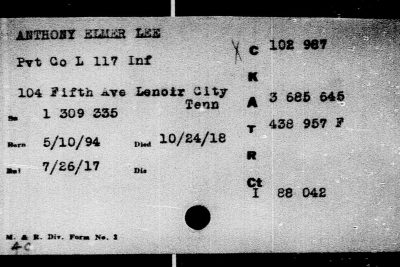 ANTHONY ELMER LEE
X C 102 987
Pvt Co L 117 Inf
K
104 Fifth Ave Lenoir City
Tenn
A 3 685 645
Sn 1 309 335
T 438 957 F
Born 5/10/94 Died 10/24/18
R
Enl 7/26/17 Dis
Ct
I 88 042
M. & R. Div. Form No. 1
4C